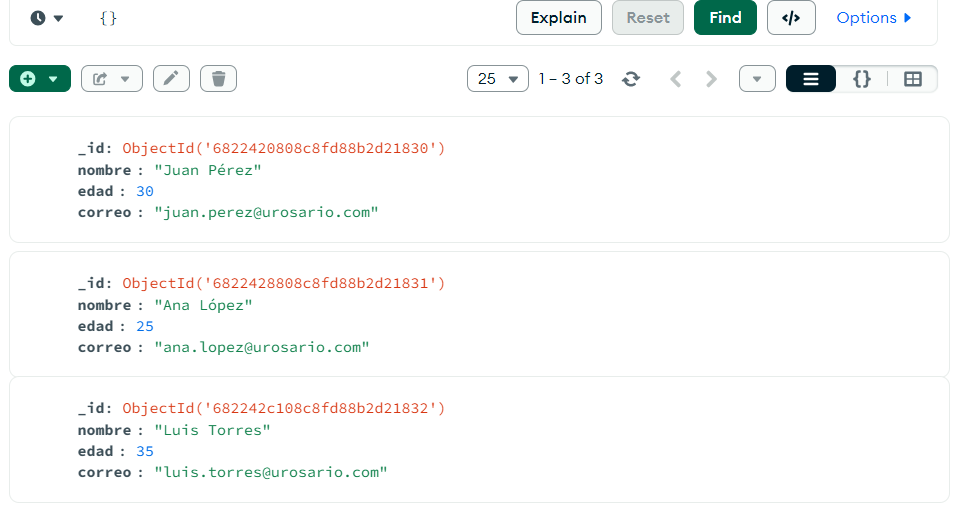 {}
Explain
Reset
Find
</>
Options
25
1 – 3 of 3
{}
_id: ObjectId('6822420808c8fd88b2d21830')
nombre : "Juan Pérez"
edad : 30
correo : "juan.perez@urosario.com"
_id: ObjectId('6822428808c8fd88b2d21831')
nombre : "Ana López"
edad : 25
correo : "ana.lopez@urosario.com"
_id: ObjectId('682242c108c8fd88b2d21832')
nombre : "Luis Torres"
edad : 35
correo : "luis.torres@urosario.com"